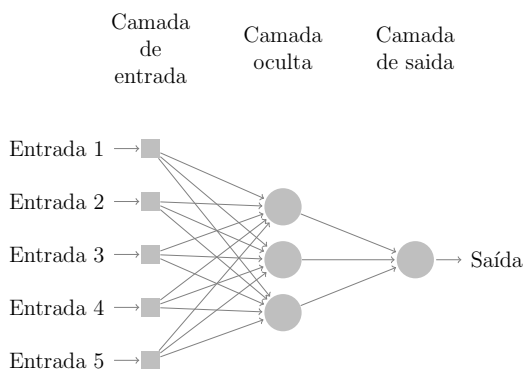 Camada
de
entrada
Camada
oculta
Camada
de saida
Entrada 1
Entrada 2
Entrada 3
Entrada 4
Entrada 5
Saída